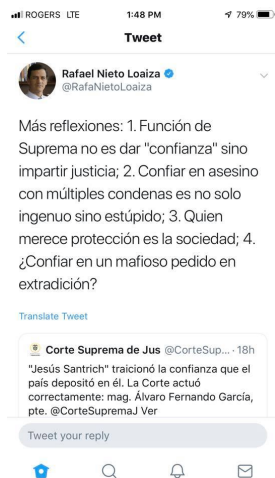 ROGERS LTE 1:48 PM 79%
Tweet
Rafael Nieto Loaiza
@RafaNietoLoaiza
Más reflexiones: 1. Función de
Suprema no es dar "confianza" sino
impartir justicia; 2. Confiar en asesino
con múltiples condenas es no solo
ingenuo sino estúpido; 3. Quien
merece protección es la sociedad; 4.
¿Confiar en un mafioso pedido en
extradición?
Translate Tweet
Corte Suprema de Jus @CorteSup... · 18h
"Jesús Santrich" traicionó la confianza que el
país depositó en él. La Corte actuó
correctamente: mag. Álvaro Fernando García,
pte. @CorteSupremaJ Ver
Tweet your reply